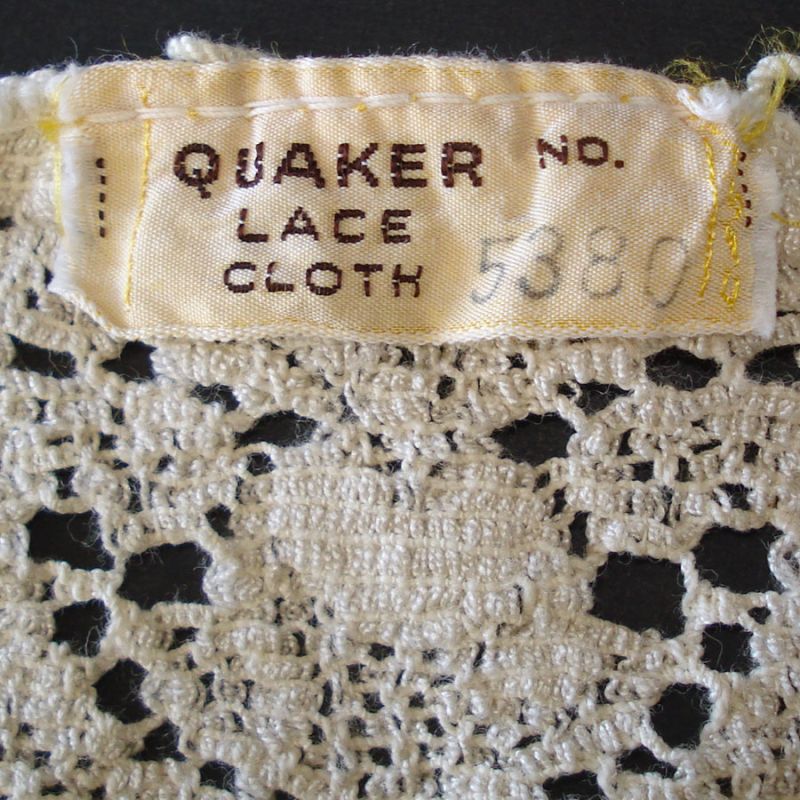 QUAKER NO.
LACE
CLOTH 5380